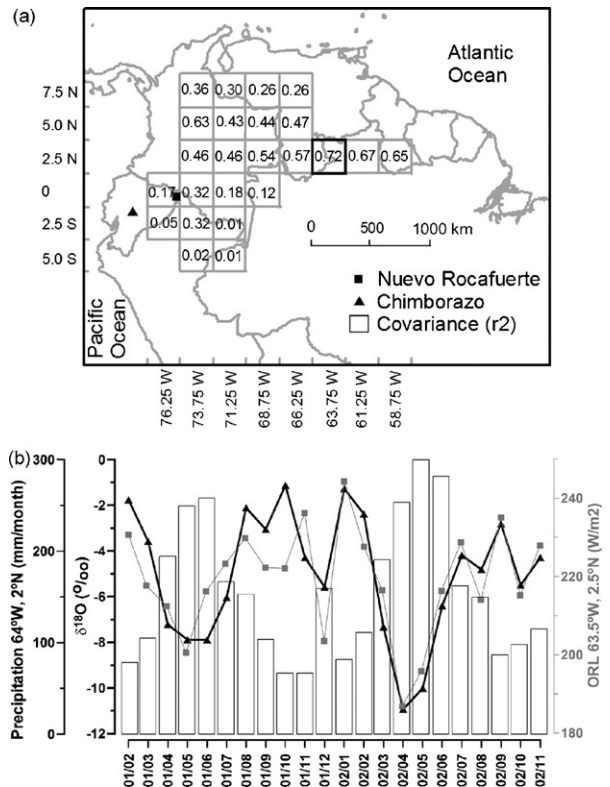 (a)
Atlantic
Ocean
7.5 N
5.0 N
2.5 N
0
2.5 S
5.0 S
0.36 0.30 0.26 0.26
0.63 0.43 0.44 0.47
0.46 0.46 0.54 0.57 0.72 0.67 0.65
0.17 0.32 0.18 0.12
0.05 0.32 0.01
0.02 0.01
0 500 1000 km
Nuevo Rocafuerte
Chimborazo
Covariance (r2)
Pacific
Ocean
76.25 W
73.75 W
71.25 W
68.75 W
66.25 W
63.75 W
61.25 W
58.75 W
(b)
Precipitation 64ºW, 2ºN (mm/month)
300
200
100
0
δ18O (º/oo)
0
-2
-4
-6
-8
-10
-12
ORL 63.5ºW, 2.5ºN (W/m2)
240
220
200
180
01/02
01/03
01/04
01/05
01/06
01/07
01/08
01/09
01/10
01/11
01/12
02/01
02/02
02/03
02/04
02/05
02/06
02/07
02/08
02/09
02/10
02/11